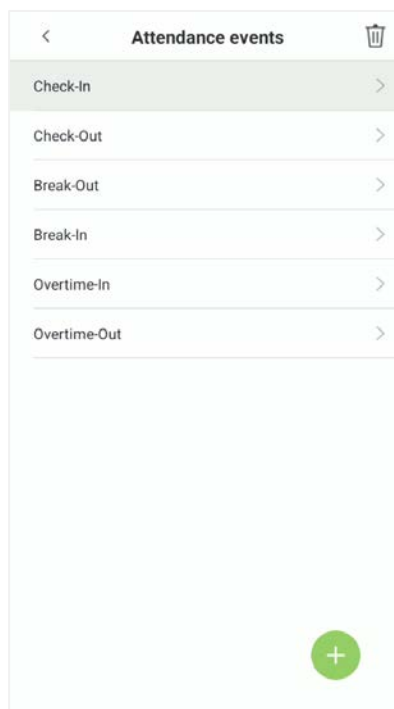 Attendance events
Check-In
Check-Out
Break-Out
Break-In
Overtime-In
Overtime-Out